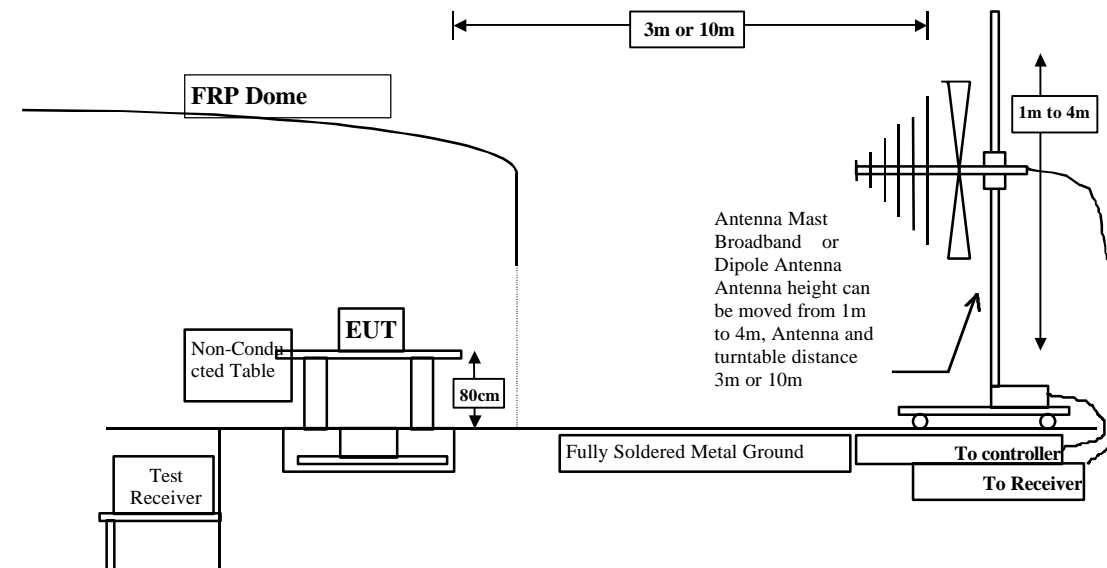 3m or 10m
FRP Dome
1m to 4m
Antenna Mast
Broadband or
Dipole Antenna
Antenna height can
be moved from 1m
to 4m, Antenna and
turntable distance
3m or 10m
EUT
Non-Condu
cted Table
80cm
Fully Soldered Metal Ground
To controller
To Receiver
Test
Receiver